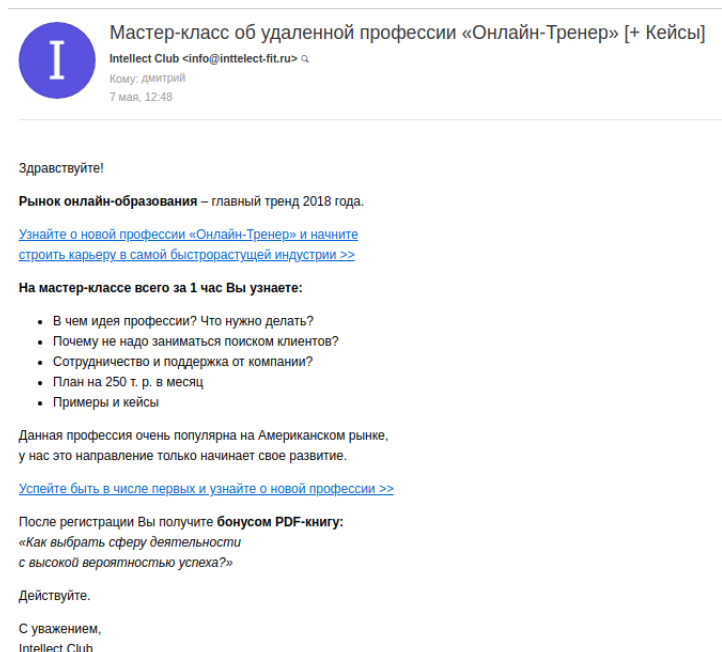 I
Мастер-класс об удаленной профессии «Онлайн-Тренер» [+ Кейсы]
Intellect Club <info@inttelect-fit.ru>
Кому: дмитрий
7 мая, 12:48
Здравствуйте!
Рынок онлайн-образования – главный тренд 2018 года.
Узнайте о новой профессии «Онлайн-Тренер» и начните
строить карьеру в самой быстрорастущей индустрии >>
На мастер-классе всего за 1 час Вы узнаете:
• В чем идея профессии? Что нужно делать?
• Почему не надо заниматься поиском клиентов?
• Сотрудничество и поддержка от компании?
• План на 250 т. р. в месяц
• Примеры и кейсы
Данная профессия очень популярна на Американском рынке,
у нас это направление только начинает свое развитие.
Успейте быть в числе первых и узнайте о новой профессии >>
После регистрации Вы получите бонусом PDF-книгу:
«Как выбрать сферу деятельности
с высокой вероятностью успеха?»
Действуйте.
С уважением,
Intellect Club